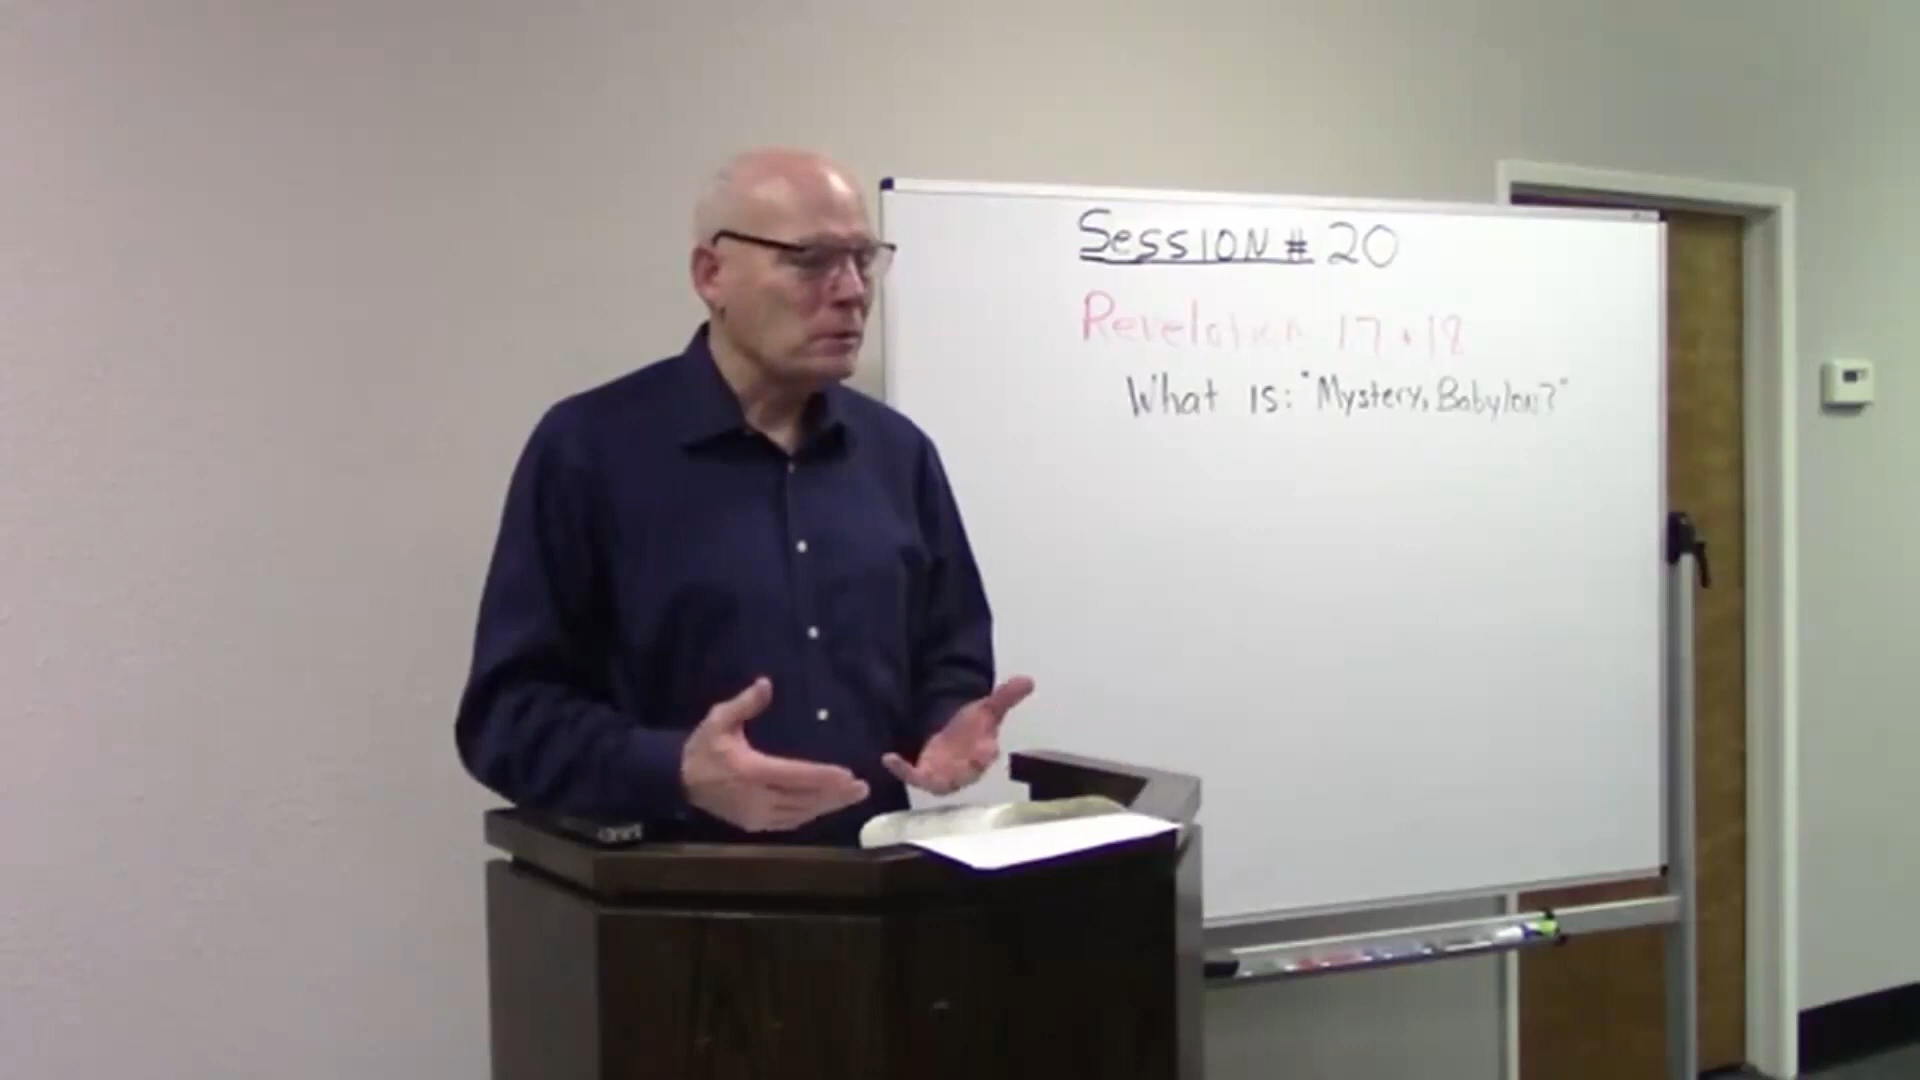 Session # 20
Revelation 17 + 18
What is: "Mystery, Babylon?"